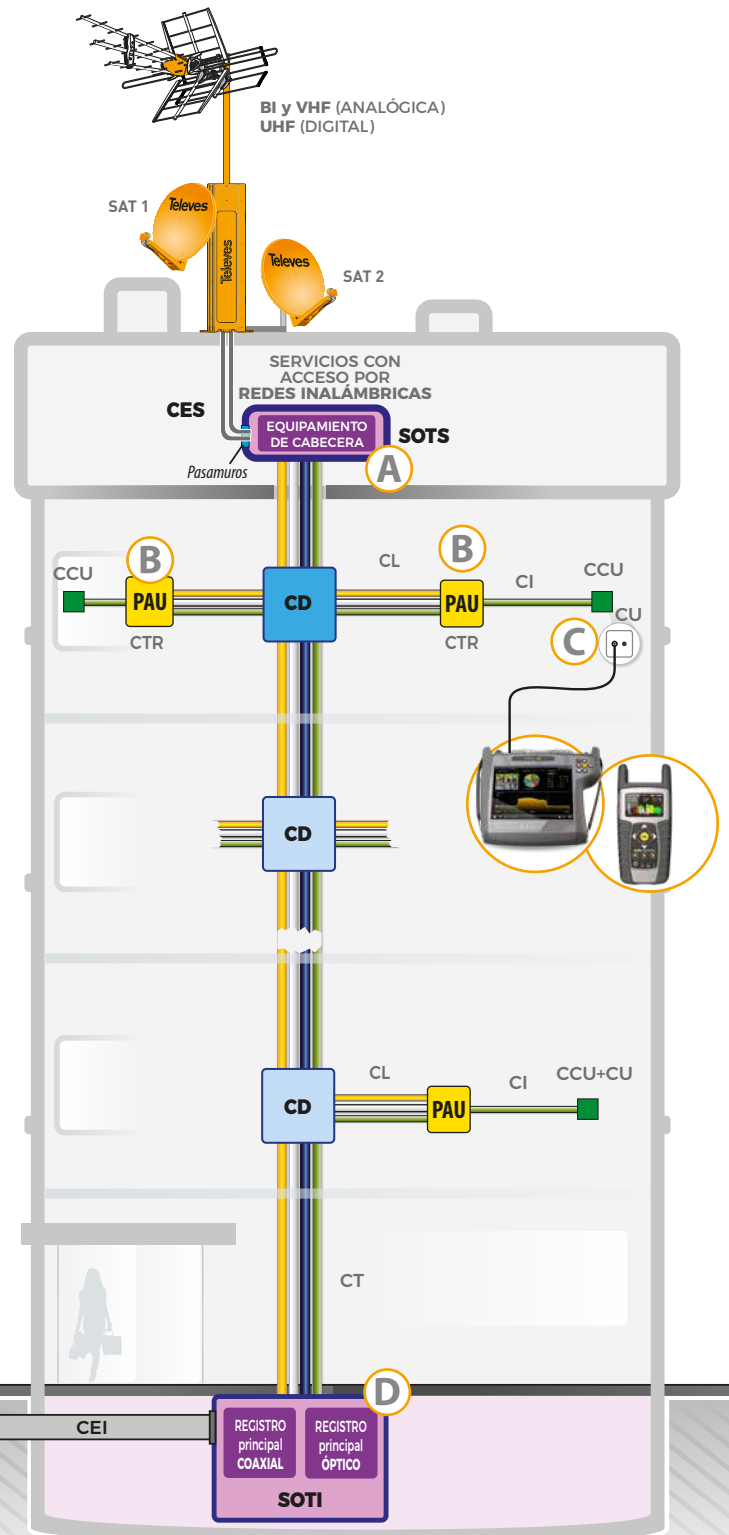 BI y VHF (ANALÓGICA)
UHF (DIGITAL)
SAT 1
Televes
Televes
Televes
SAT 2
SERVICIOS CON
ACCESO POR
REDES INALÁMBRICAS
CES
EQUIPAMIENTO
DE CABECERA
SOTS
Pasamuros
A
B
B
CL
CCU
PAU
CD
PAU
CI
CCU
CTR
CTR
CU
C
CD
CL
CI
CCU+CU
CD
PAU
CT
D
CEI
REGISTRO
principal
COAXIAL
REGISTRO
principal
ÓPTICO
SOTI